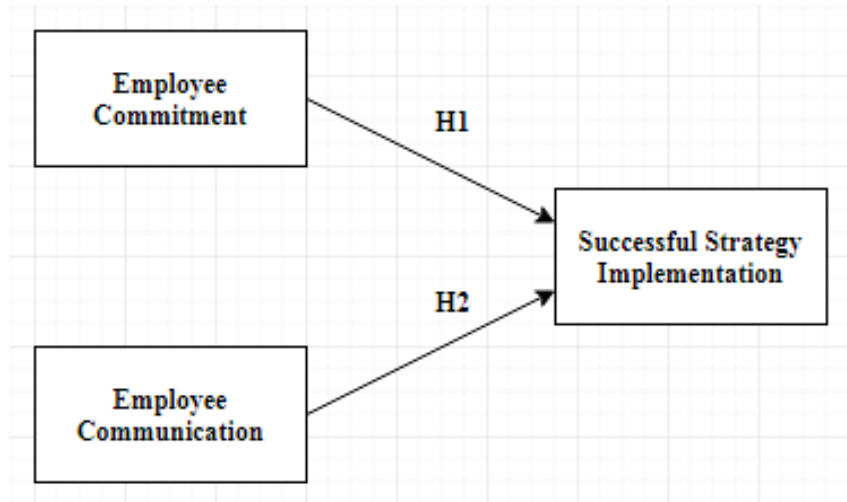 Employee
Commitment
H1
Successful Strategy
Implementation
H2
Employee
Communication